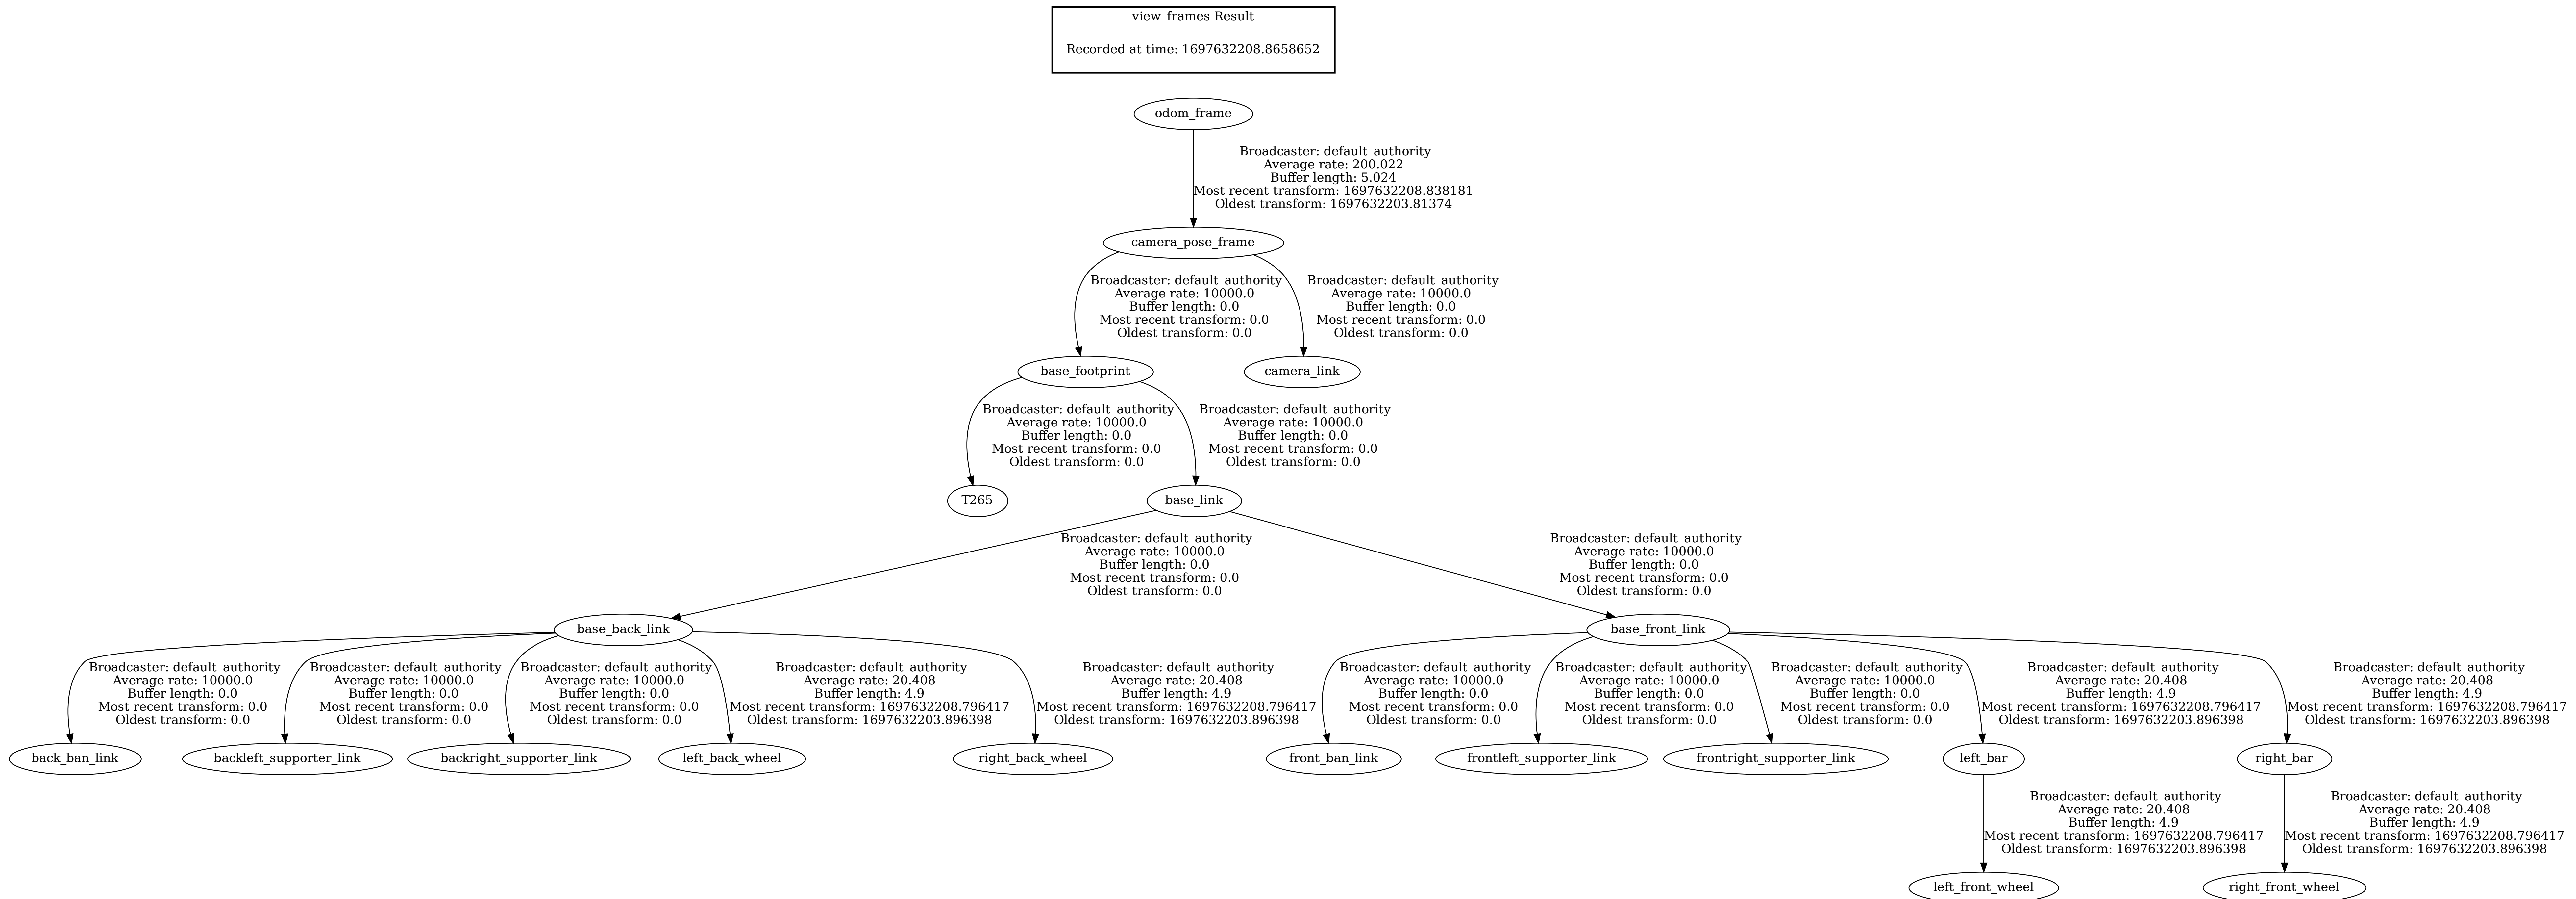 view_frames Result
Recorded at time: 1697632208.8658652
odom_frame
Broadcaster: default_authority
Average rate: 200.022
Buffer length: 5.024
Most recent transform: 1697632208.838181
Oldest transform: 1697632203.81374
camera_pose_frame
Broadcaster: default_authority
Average rate: 10000.0
Buffer length: 0.0
Most recent transform: 0.0
Oldest transform: 0.0
Broadcaster: default_authority
Average rate: 10000.0
Buffer length: 0.0
Most recent transform: 0.0
Oldest transform: 0.0
base_footprint
camera_link
Broadcaster: default_authority
Average rate: 10000.0
Buffer length: 0.0
Most recent transform: 0.0
Oldest transform: 0.0
Broadcaster: default_authority
Average rate: 10000.0
Buffer length: 0.0
Most recent transform: 0.0
Oldest transform: 0.0
T265
base_link
Broadcaster: default_authority
Average rate: 10000.0
Buffer length: 0.0
Most recent transform: 0.0
Oldest transform: 0.0
Broadcaster: default_authority
Average rate: 10000.0
Buffer length: 0.0
Most recent transform: 0.0
Oldest transform: 0.0
base_back_link
base_front_link
Broadcaster: default_authority
Average rate: 10000.0
Buffer length: 0.0
Most recent transform: 0.0
Oldest transform: 0.0
Broadcaster: default_authority
Average rate: 10000.0
Buffer length: 0.0
Most recent transform: 0.0
Oldest transform: 0.0
Broadcaster: default_authority
Average rate: 10000.0
Buffer length: 0.0
Most recent transform: 0.0
Oldest transform: 0.0
Broadcaster: default_authority
Average rate: 20.408
Buffer length: 4.9
Most recent transform: 1697632208.796417
Oldest transform: 1697632203.896398
Broadcaster: default_authority
Average rate: 20.408
Buffer length: 4.9
Most recent transform: 1697632208.796417
Oldest transform: 1697632203.896398
Broadcaster: default_authority
Average rate: 10000.0
Buffer length: 0.0
Most recent transform: 0.0
Oldest transform: 0.0
Broadcaster: default_authority
Average rate: 10000.0
Buffer length: 0.0
Most recent transform: 0.0
Oldest transform: 0.0
Broadcaster: default_authority
Average rate: 10000.0
Buffer length: 0.0
Most recent transform: 0.0
Oldest transform: 0.0
Broadcaster: default_authority
Average rate: 20.408
Buffer length: 4.9
Most recent transform: 1697632208.796417
Oldest transform: 1697632203.896398
Broadcaster: default_authority
Average rate: 20.408
Buffer length: 4.9
Most recent transform: 1697632208.796417
Oldest transform: 1697632203.896398
back_ban_link
backleft_supporter_link
backright_supporter_link
left_back_wheel
right_back_wheel
front_ban_link
frontleft_supporter_link
frontright_supporter_link
left_bar
right_bar
Broadcaster: default_authority
Average rate: 20.408
Buffer length: 4.9
Most recent transform: 1697632208.796417
Oldest transform: 1697632203.896398
Broadcaster: default_authority
Average rate: 20.408
Buffer length: 4.9
Most recent transform: 1697632208.796417
Oldest transform: 1697632203.896398
left_front_wheel
right_front_wheel